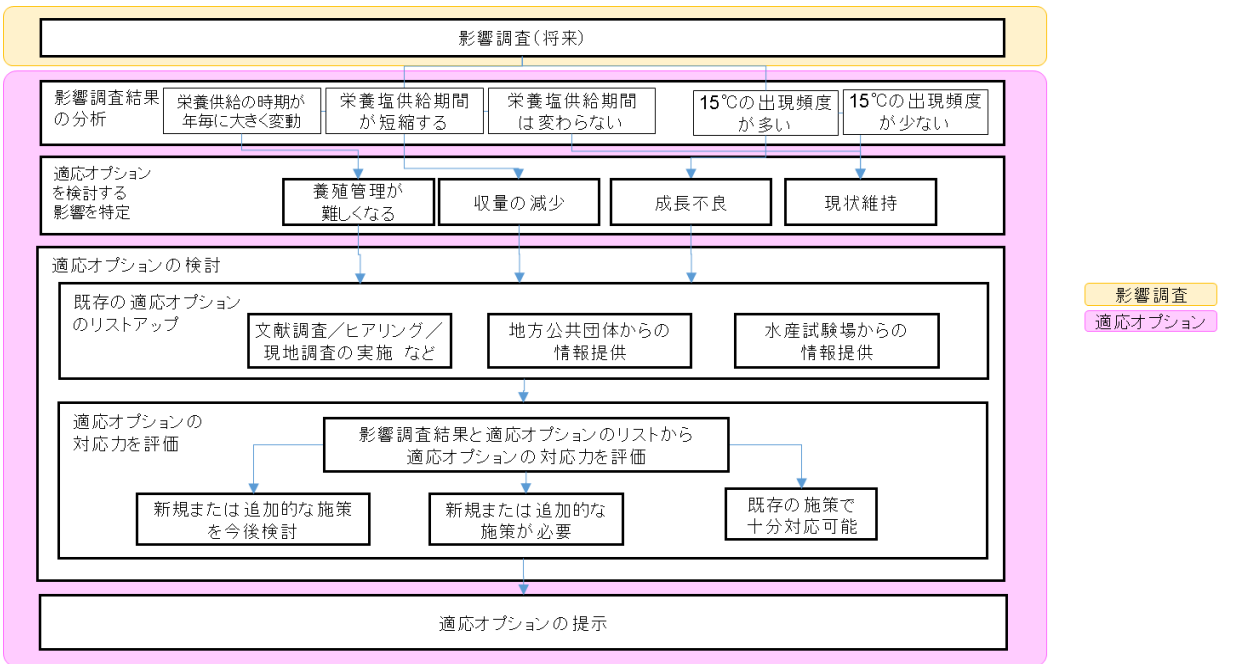 影響調査(将来)
影響調査結果
の分析
栄養供給の時期が
年毎に大きく変動
栄養塩供給期間
が短縮する
栄養塩供給期間
は変わらない
15℃の出現頻度
が多い
15℃の出現頻度
が少ない
適応オプション
を検討する
影響を特定
養殖管理が
難しくなる
収量の減少
成長不良
現状維持
適応オプションの検討
既存の適応オプション
のリストアップ
文献調査/ヒアリング/
現地調査の実施 など
地方公共団体からの
情報提供
水産試験場からの
情報提供
適応オプションの
対応力を評価
影響調査結果と適応オプションのリストから
適応オプションの対応力を評価
新規または追加的な施策
を今後検討
新規または追加的な
施策が必要
既存の施策で
十分対応可能
適応オプションの提示
影響調査
適応オプション